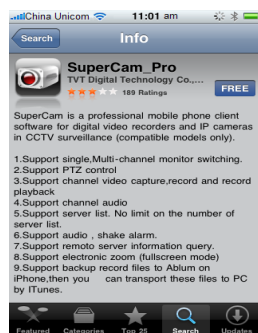 China Unicom 11:01 am
Search Info
SuperCam_Pro
TVT Digital Technology Co.,...
189 Ratings FREE
SuperCam is a professional mobile phone client
software for digital video recorders and IP cameras
in CCTV surveillance (compatible models only).
1.Support single,Multi-channel monitor switching.
2.Support PTZ control
3.Support channel video capture,record and record
playback
4.Support channel audio
5.Support server list. No limit on the number of
server list.
6.Support audio , shake alarm.
7.Support remoto server information query.
8.Support electronic zoom (fullscreen mode)
9.Support backup record files to Ablum on
iPhone,then you can transport these files to PC
by ITunes.
Featured Categories Top 25 Search Updates